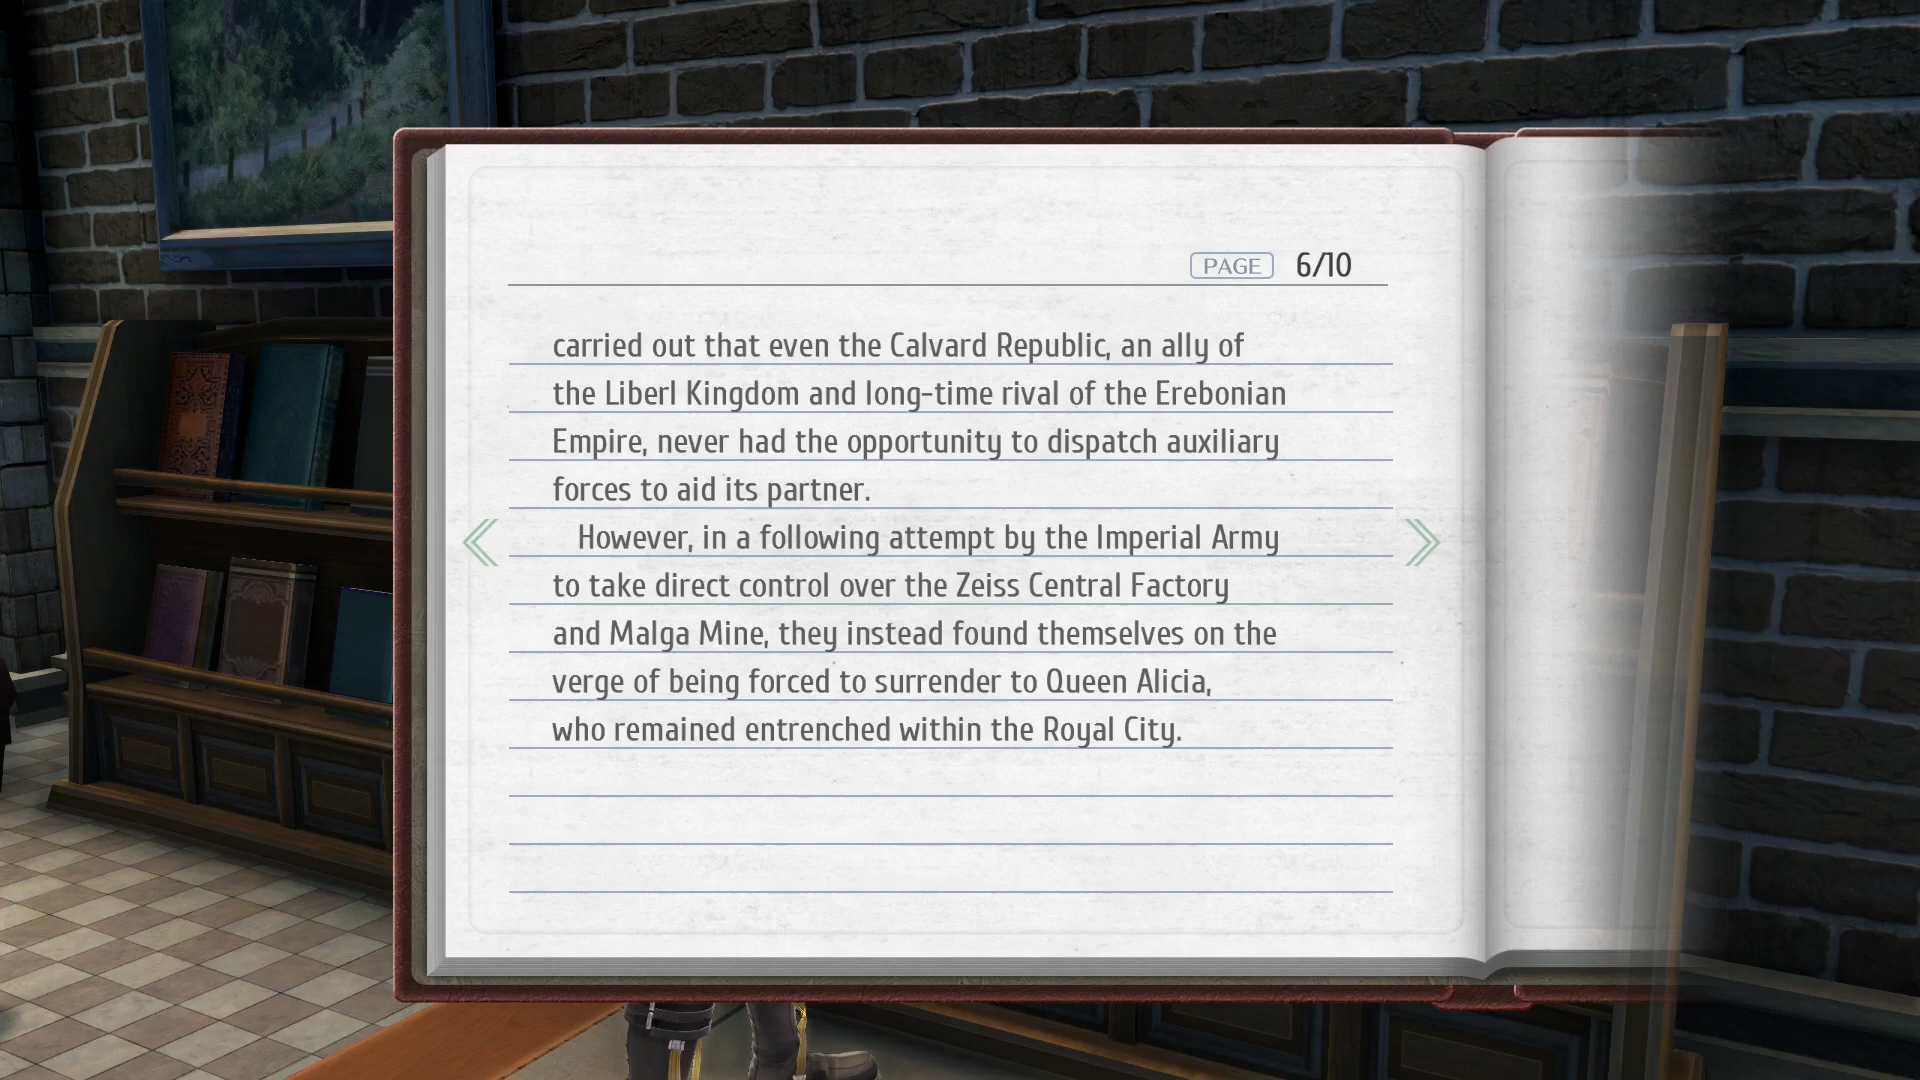 PAGE 6/10
carried out that even the Calvard Republic, an ally of
the Liberl Kingdom and long-time rival of the Erebonian
Empire, never had the opportunity to dispatch auxiliary
forces to aid its partner.
However, in a following attempt by the Imperial Army
to take direct control over the Zeiss Central Factory
and Malga Mine, they instead found themselves on the
verge of being forced to surrender to Queen Alicia,
who remained entrenched within the Royal City.